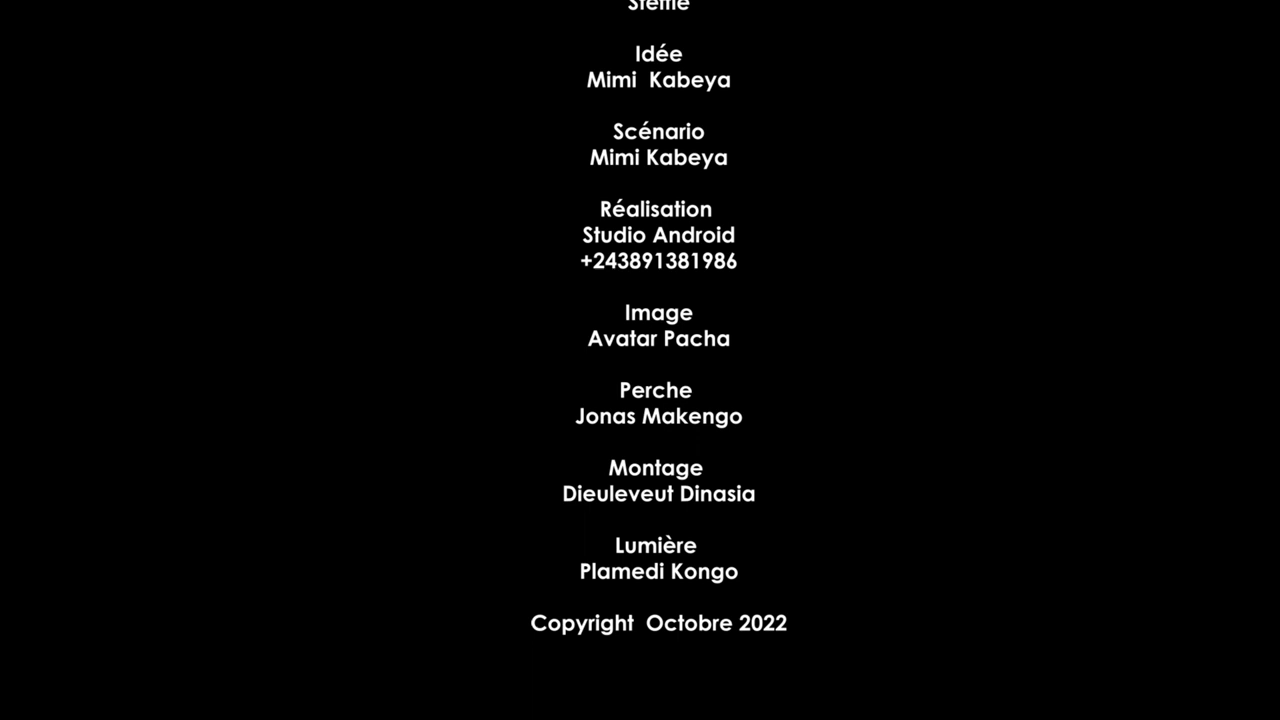 Idée
Mimi  Kabeya
Scénario
Mimi Kabeya
Réalisation
Studio Android
+243891381986
Image
Avatar Pacha
Perche
Jonas Makengo
Montage
Dieuleveut Dinasia
Lumière
Plamedi Kongo
Copyright  Octobre 2022